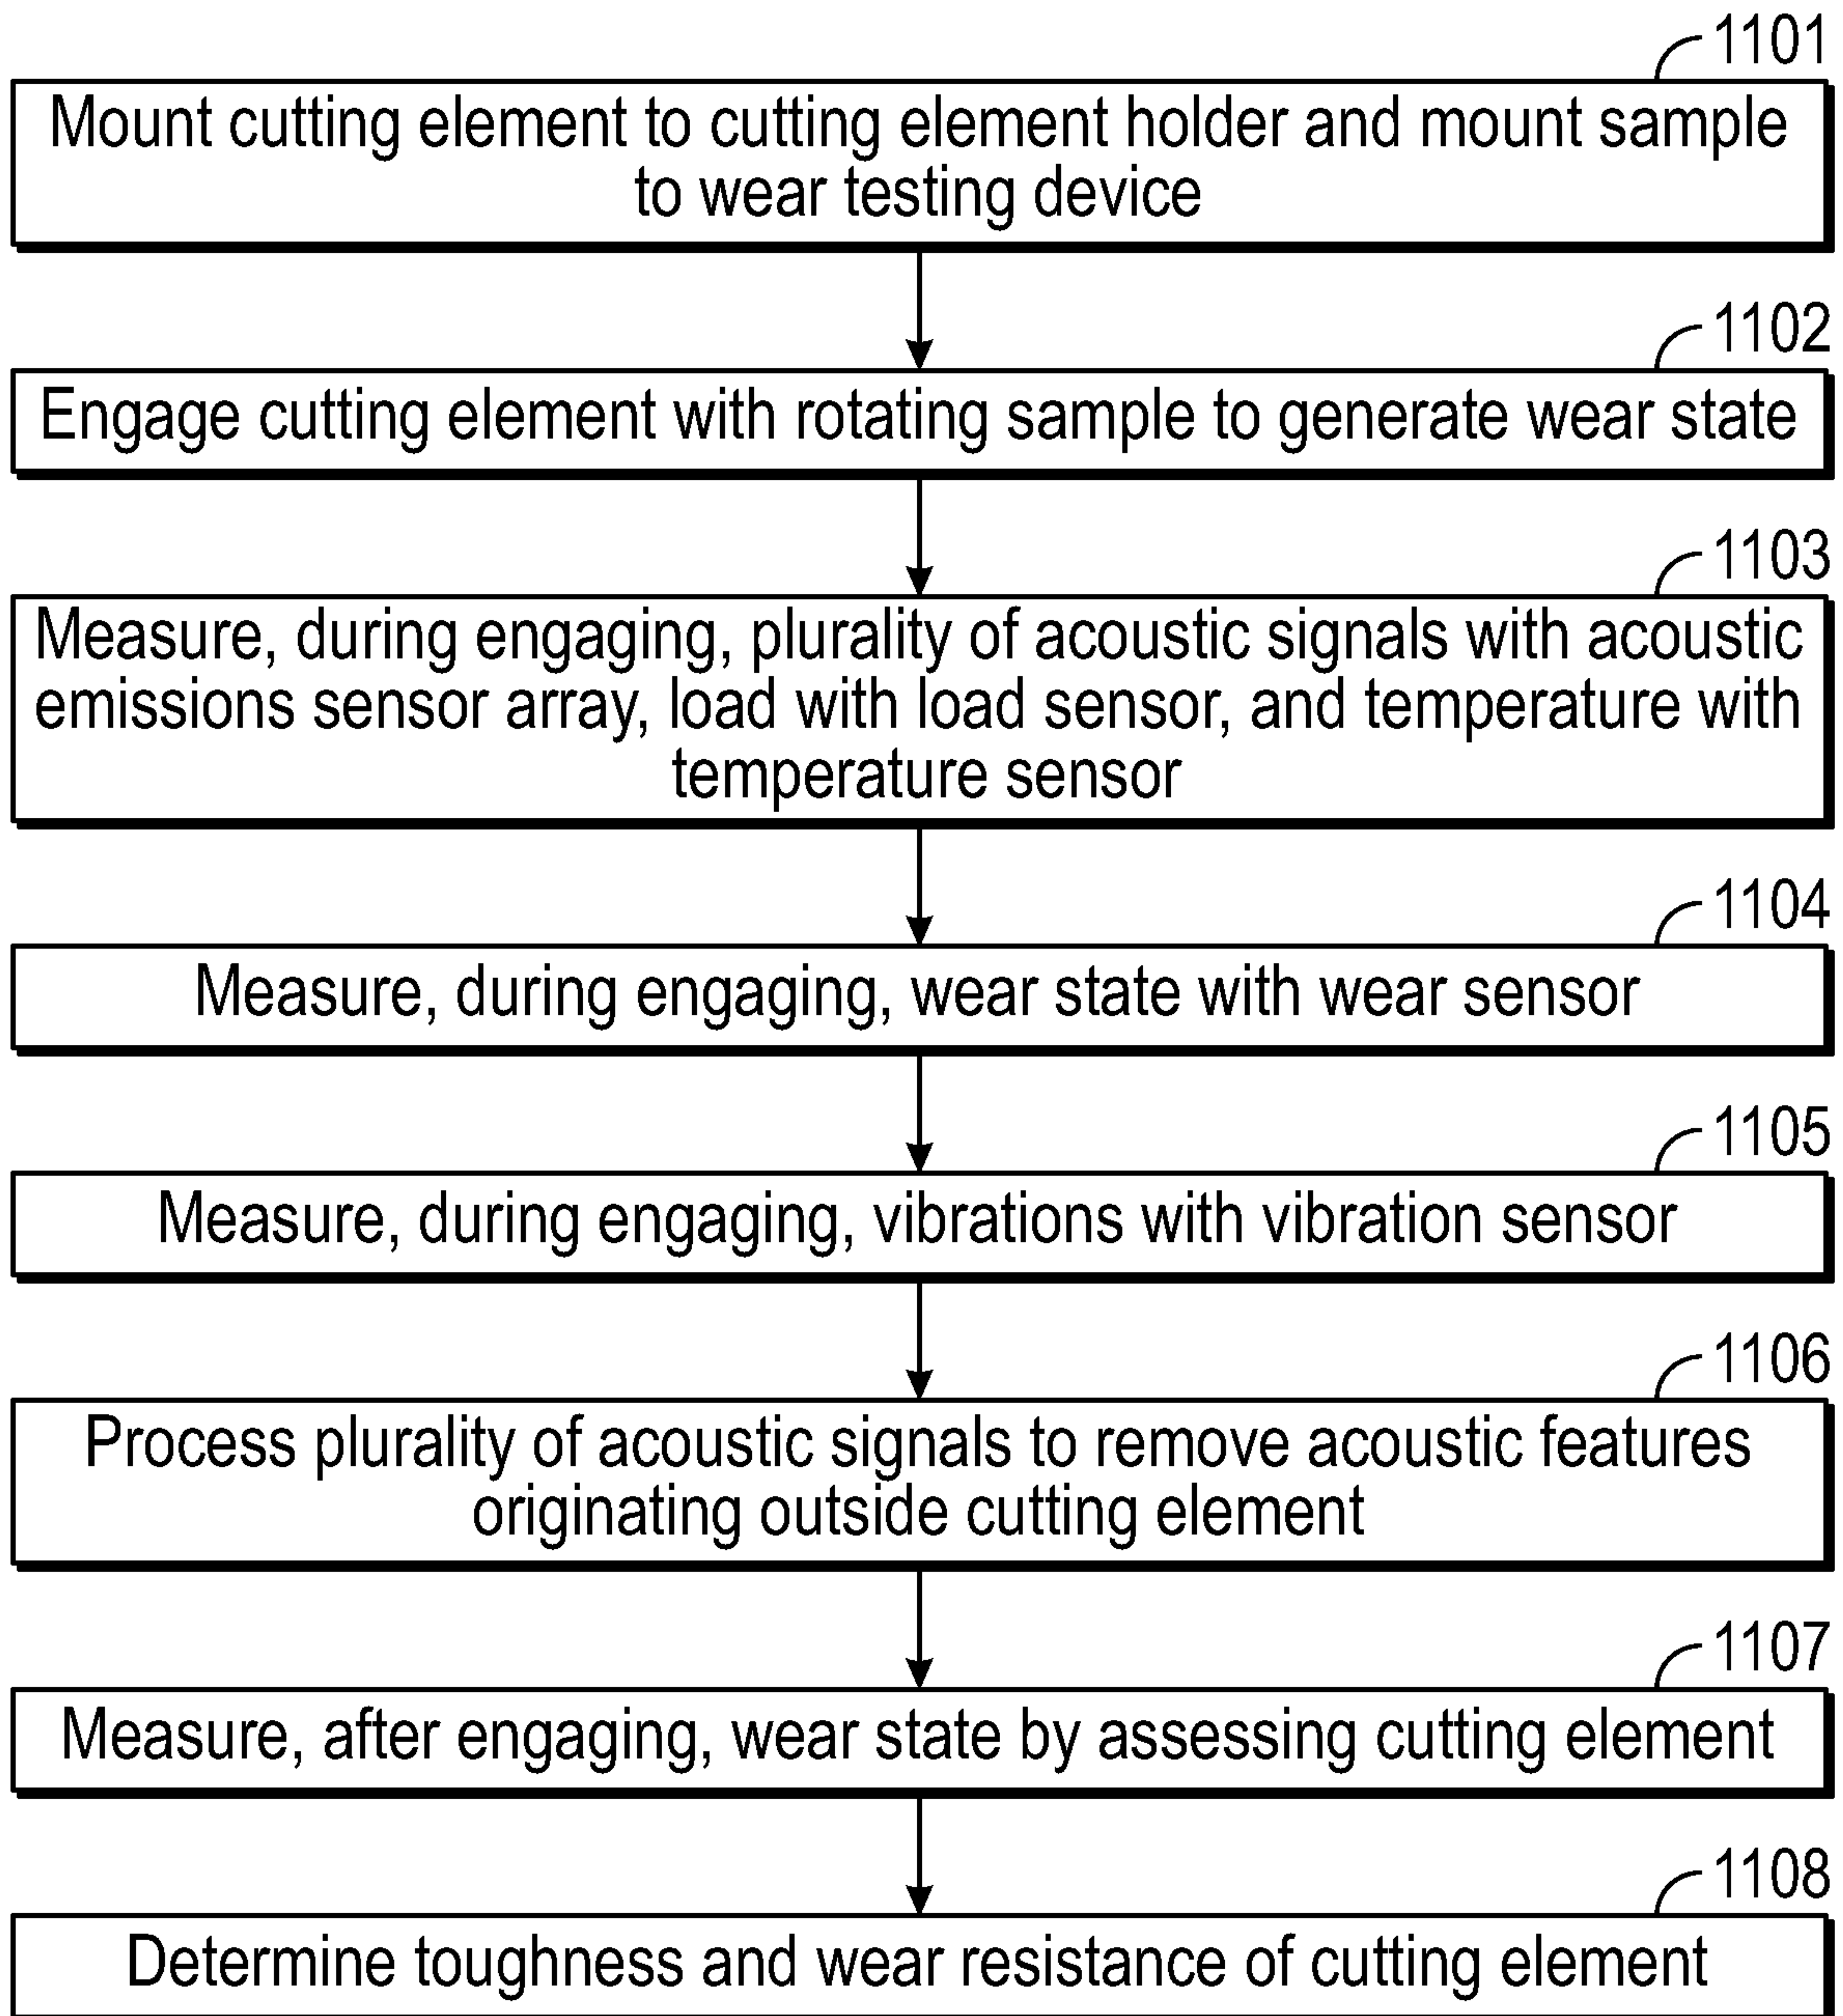 1101
Mount cutting element to cutting element holder and mount sample
to wear testing device
1102
Engage cutting element with rotating sample to generate wear state
1103
Measure, during engaging, plurality of acoustic signals with acoustic
emissions sensor array, load with load sensor, and temperature with
temperature sensor
1104
Measure, during engaging, wear state with wear sensor
1105
Measure, during engaging, vibrations with vibration sensor
1106
Process plurality of acoustic signals to remove acoustic features
originating outside cutting element
1107
Measure, after engaging, wear state by assessing cutting element
1108
Determine toughness and wear resistance of cutting element